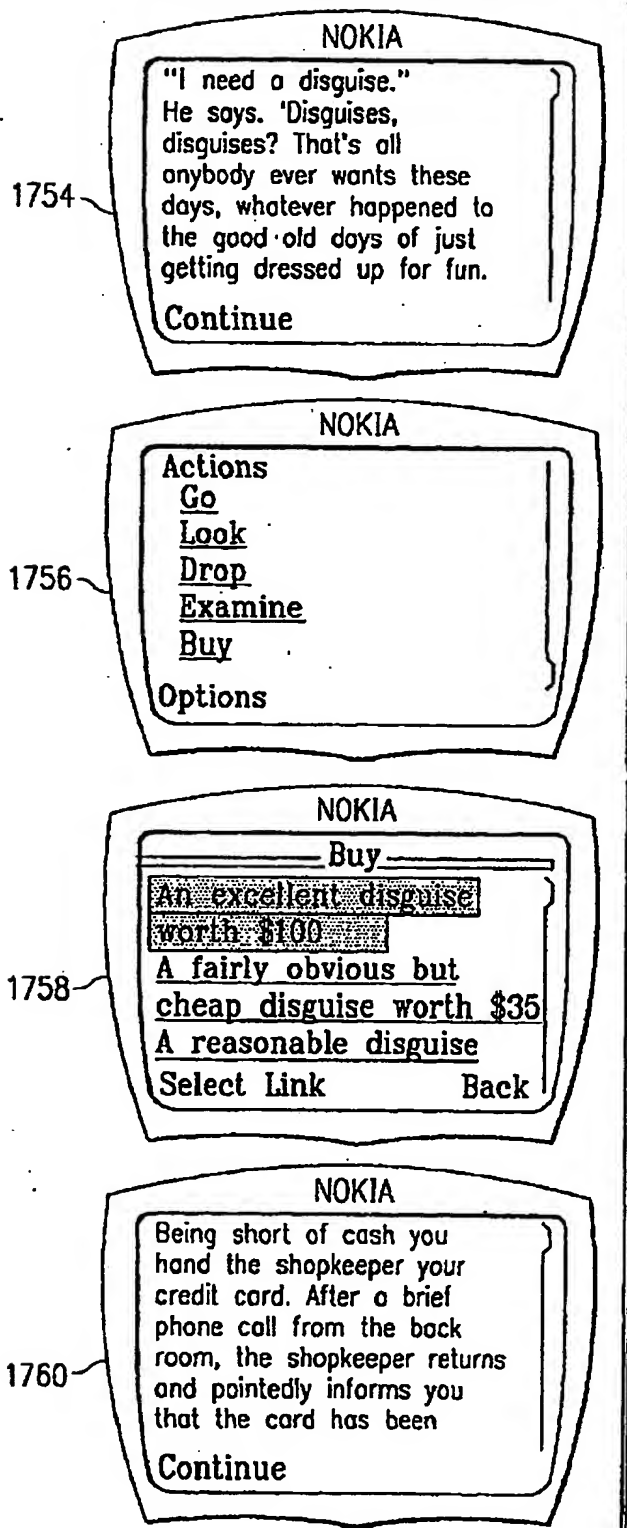 NOKIA
"I need a disguise."
He says. 'Disguises,
disguises? That's all
anybody ever wants these
days, whatever happened to
the good old days of just
getting dressed up for fun.
Continue
1754
NOKIA
Actions
Go
Look
Drop
Examine
Buy
Options
1756
NOKIA
Buy
An excellent disguise
worth $100
A fairly obvious but
cheap disguise worth $35
A reasonable disguise
Select Link Back
1758
NOKIA
Being short of cash you
hand the shopkeeper your
credit card. After a brief
phone call from the back
room, the shopkeeper returns
and pointedly informs you
that the card has been
Continue
1760